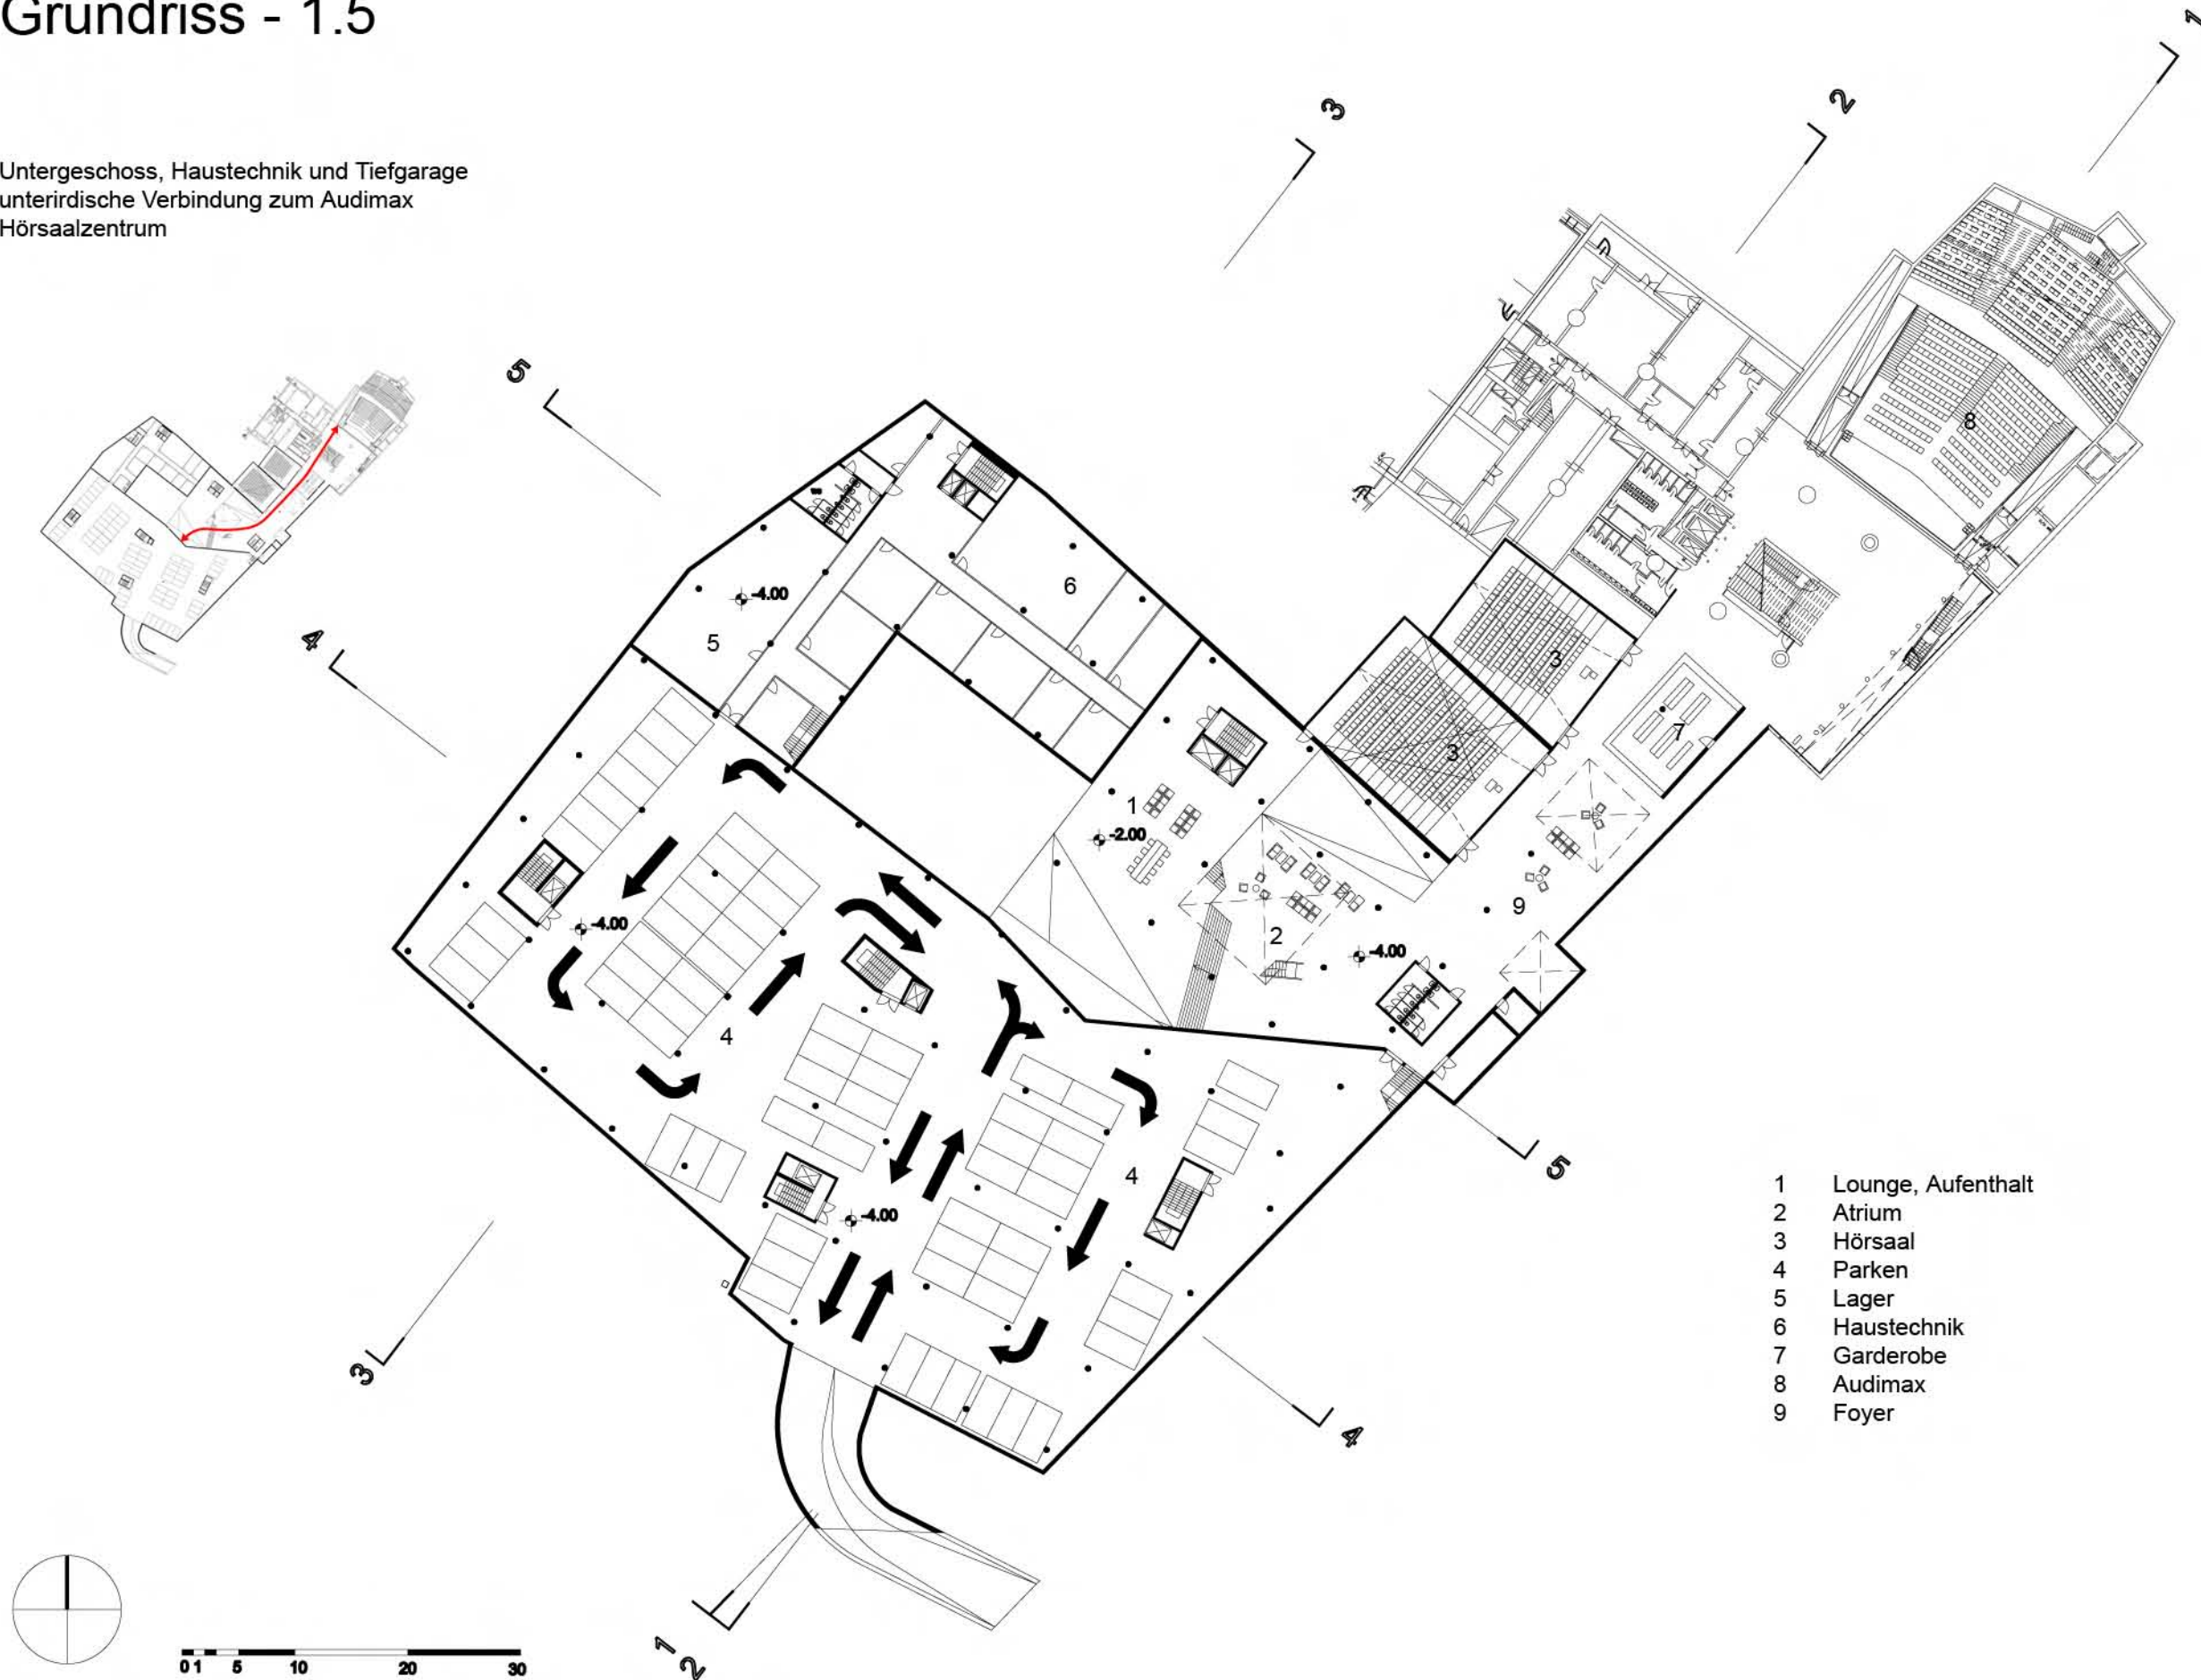 Grundriss - 1.5
Untergeschoss, Haustechnik und Tiefgarage
unterirdische Verbindung zum Audimax
Hörsaalzentrum
1
2
3
5
4
8
6
-4.00
5
3
3
7
1
-2.00
9
-4.00
2
-4.00
4
4
5
-4.00
3
4
1
2
1 Lounge, Aufenthalt
2 Atrium
3 Hörsaal
4 Parken
5 Lager
6 Haustechnik
7 Garderobe
8 Audimax
9 Foyer
0 1 5 10 20 30